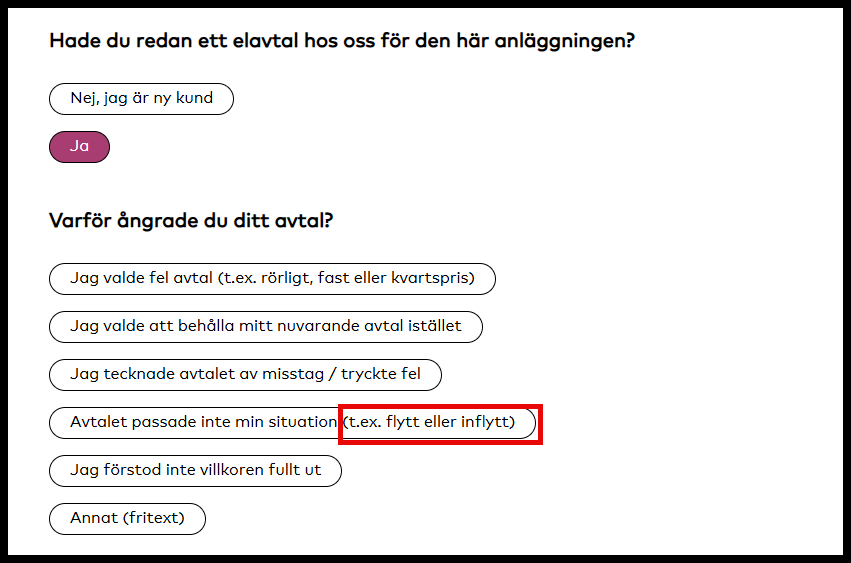 Hade du redan ett elavtal hos oss för den här anläggningen?
Nej, jag är ny kund
Ja
Varför ångrade du ditt avtal?
Jag valde fel avtal (t.ex. rörligt, fast eller kvartspris)
Jag valde att behålla mitt nuvarande avtal istället
Jag tecknade avtalet av misstag / tryckte fel
Avtalet passade inte min situation (t.ex. flytt eller inflytt)
Jag förstod inte villkoren fullt ut
Annat (fritext)